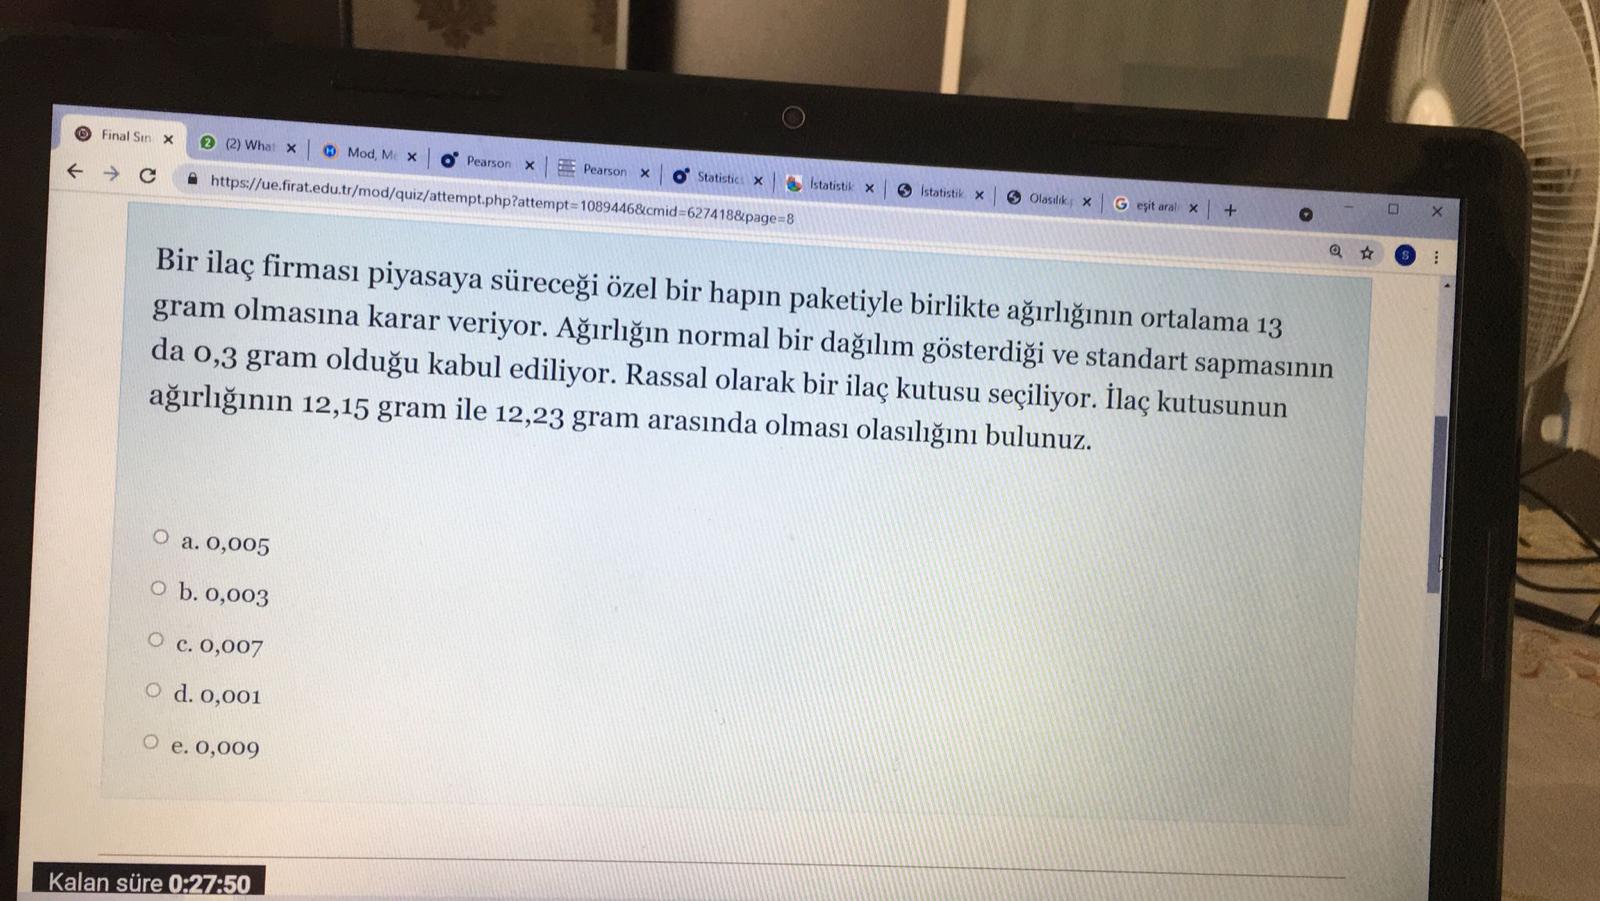 Final Sın
(2) What
Mod, Me
Pearson
Pearson
Statistics
İstatistik
İstatistik
Olasılık
eşit aral
https://ue.firat.edu.tr/mod/quiz/attempt.php?attempt=1089446&cmid=627418&page=8
Bir ilaç firması piyasaya süreceği özel bir hapın paketiyle birlikte ağırlığının ortalama 13
gram olmasına karar veriyor. Ağırlığın normal bir dağılım gösterdiği ve standart sapmasının
da 0,3 gram olduğu kabul ediliyor. Rassal olarak bir ilaç kutusu seçiliyor. İlaç kutusunun
ağırlığının 12,15 gram ile 12,23 gram arasında olması olasılığını bulunuz.
a. 0,005
b. 0,003
c. 0,007
d. 0,001
e. 0,009
Kalan süre 0:27:50